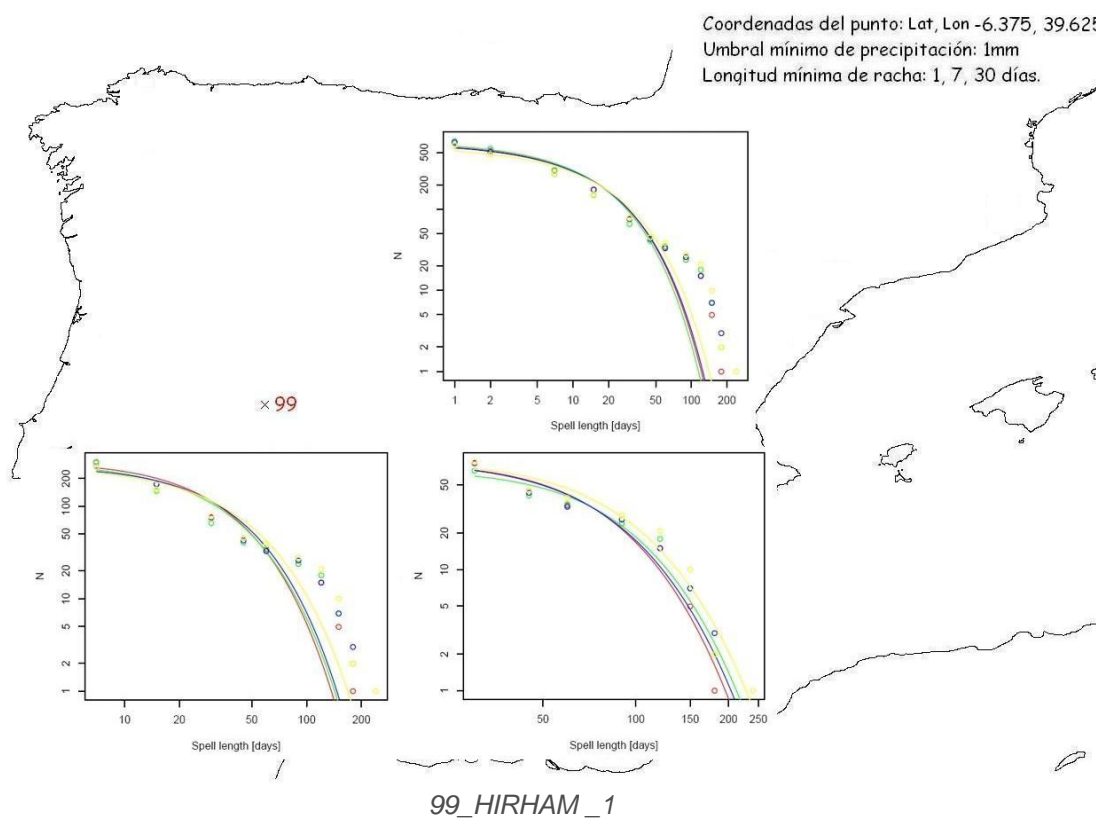 Coordenadas del punto: Lat, Lon -6.375, 39.625
Umbral mínimo de precipitación: 1mm
Longitud mínima de racha: 1, 7, 30 días.
500
200
50
20
10
5
2
1
N
1 2 5 10 20 50 100 200
Spell length [days]
× 99
200
100
50
20
10
5
2
1
N
10 20 50 100 200
Spell length [days]
50
20
10
5
2
1
N
50 100 150 200 250
Spell length [days]
99_HIRHAM _1